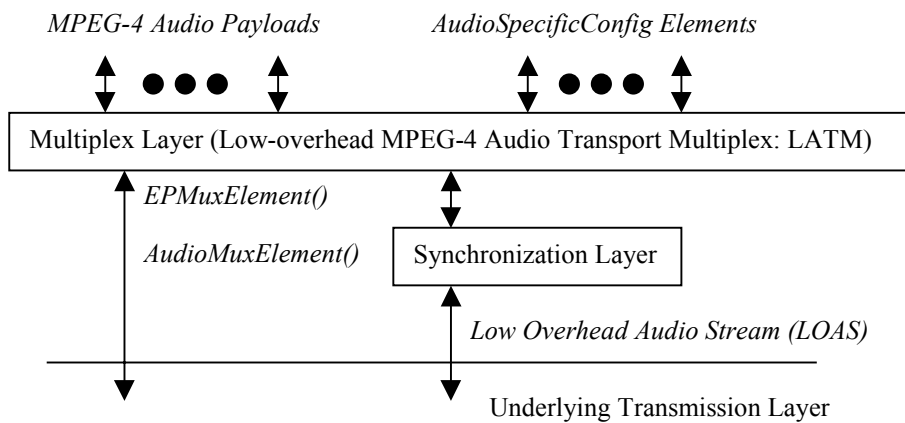 MPEG-4 Audio Payloads
AudioSpecificConfig Elements
Multiplex Layer (Low-overhead MPEG-4 Audio Transport Multiplex: LATM)
EPMuxElement()
AudioMuxElement()
Synchronization Layer
Low Overhead Audio Stream (LOAS)
Underlying Transmission Layer